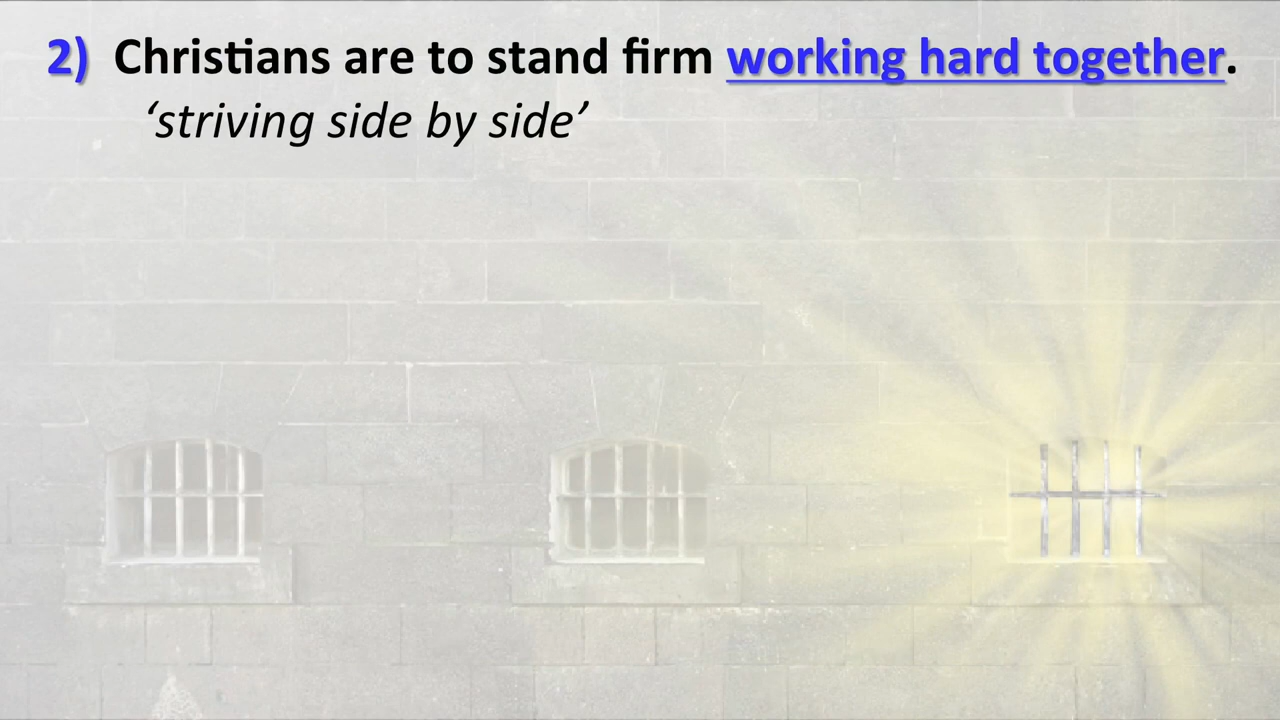 2) Christians are to stand firm working hard together.
‘striving side by side’